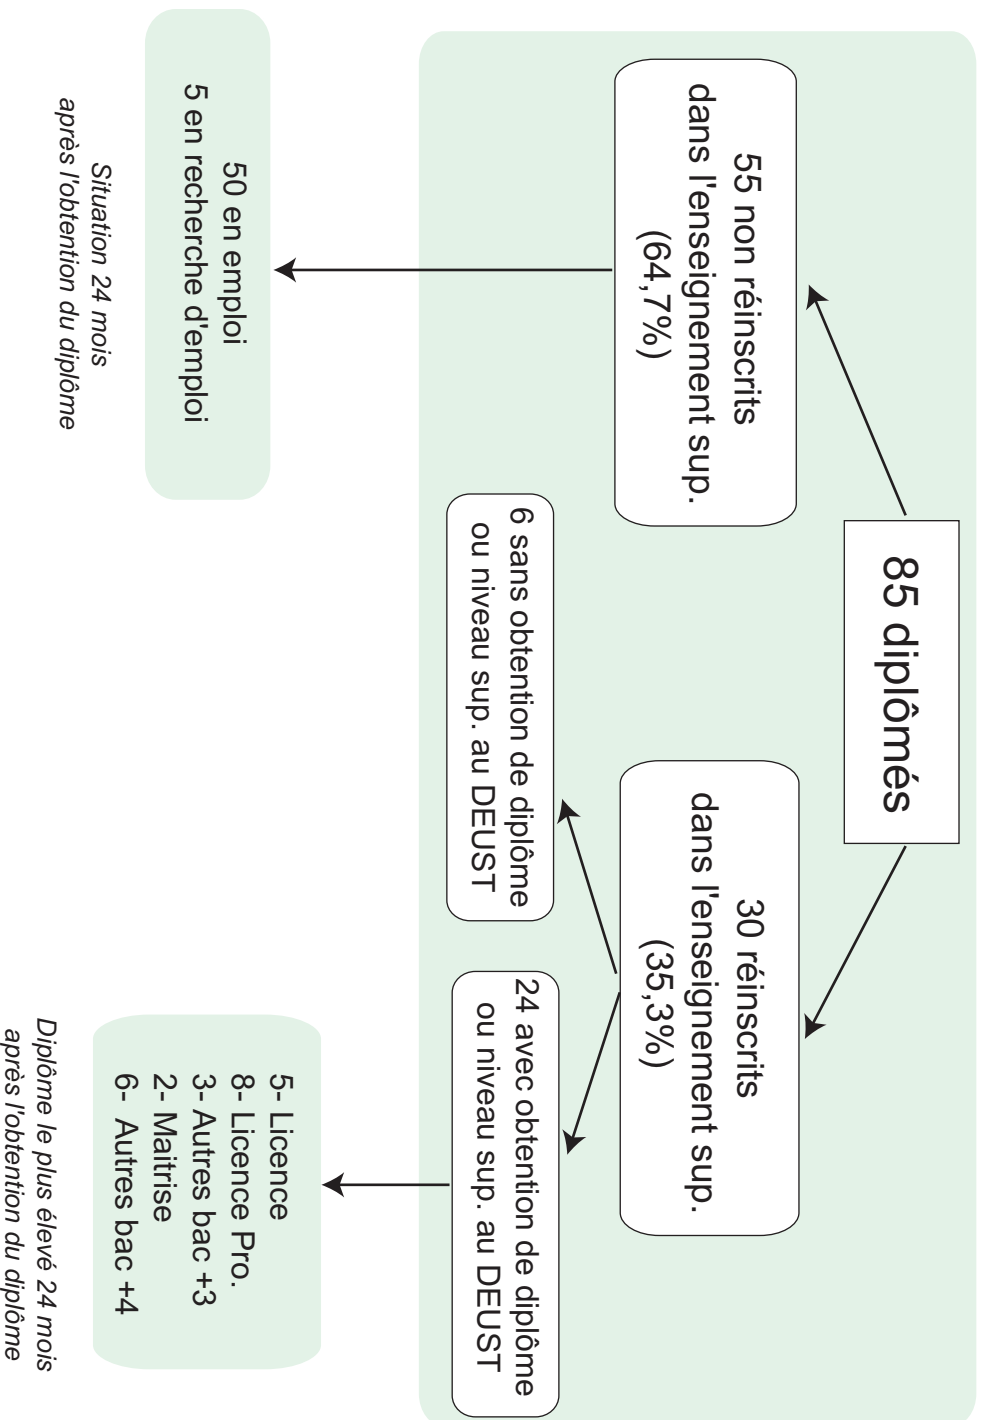 85 diplômés
55 non réinscrits
dans l'enseignement sup.
(64,7%)
30 réinscrits
dans l'enseignement sup.
(35,3%)
6 sans obtention de diplôme
ou niveau sup. au DEUST
24 avec obtention de diplôme
ou niveau sup. au DEUST
50 en emploi
5 en recherche d'emploi
Situation 24 mois
après l'obtention du diplôme
5- Licence
8- Licence Pro.
3- Autres bac +3
2- Maitrise
6- Autres bac +4
Diplôme le plus élevé 24 mois
après l'obtention du diplôme